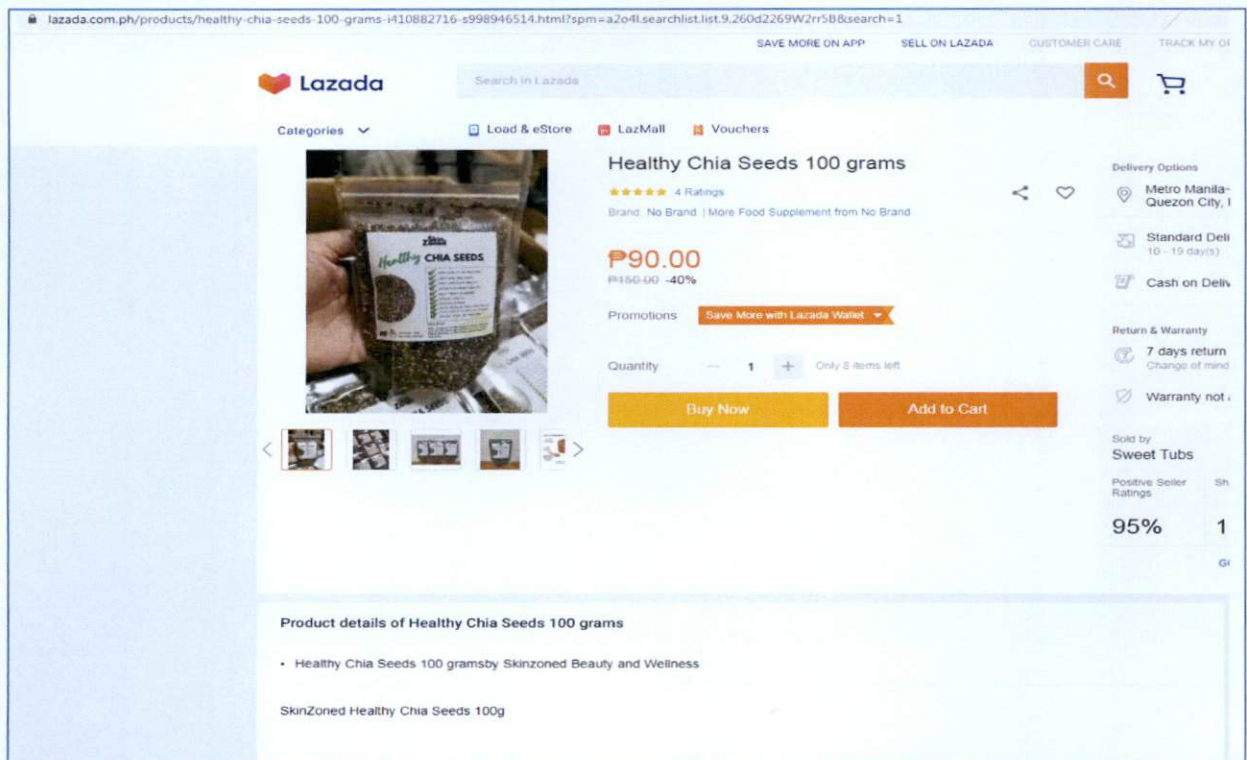 lazada.com.ph/products/healthy-chia-seeds-100-grams-i410882716-s998946514.html?spm=a2o4l.searchlist.list.9.260d2269W2rr5B&search=1
SAVE MORE ON APP SELL ON LAZADA CUSTOMER CARE TRACK MY OI
Lazada
Search in Lazada
Categories Load & eStore LazMall Vouchers
Healthy Chia Seeds 100 grams
4 Ratings
Brand: No Brand | More Food Supplement from No Brand
₱90.00
₱150.00 -40%
Promotions Save More with Lazada Wallet
Quantity 1 + Only 8 items left
Buy Now Add to Cart
Skin
Healthy CHIA SEEDS
Delivery Options
Metro Manila-
Quezon City,
Standard Deli
10 - 19 day(s)
Cash on Deliv
Return & Warranty
7 days return
Change of mind
Warranty not
Sold by
Sweet Tubs
Positive Seller
Ratings
Sh
95% 1
Product details of Healthy Chia Seeds 100 grams
• Healthy Chia Seeds 100 gramsby Skinzoned Beauty and Wellness
SkinZoned Healthy Chia Seeds 100g